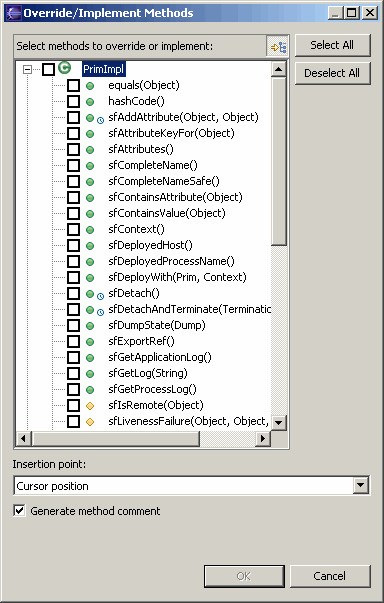 Override/Implement Methods
Select methods to override or implement:
Select All
Deselect All
PrimImpl
equals(Object)
hashCode()
sfAddAttribute(Object, Object)
sfAttributeKeyFor(Object)
sfAttributes()
sfCompleteName()
sfCompleteNameSafe()
sfContainsAttribute(Object)
sfContainsValue(Object)
sfContext()
sfDeployedHost()
sfDeployedProcessName()
sfDeployWith(Prim, Context)
sfDetach()
sfDetachAndTerminate(Terminatic
sfDumpState(Dump)
sfExportRef()
sfGetApplicationLog()
sfGetLog(String)
sfGetProcessLog()
sfIsRemote(Object)
sfLivenessFailure(Object, Object,
Insertion point:
Cursor position
Generate method comment
OK
Cancel